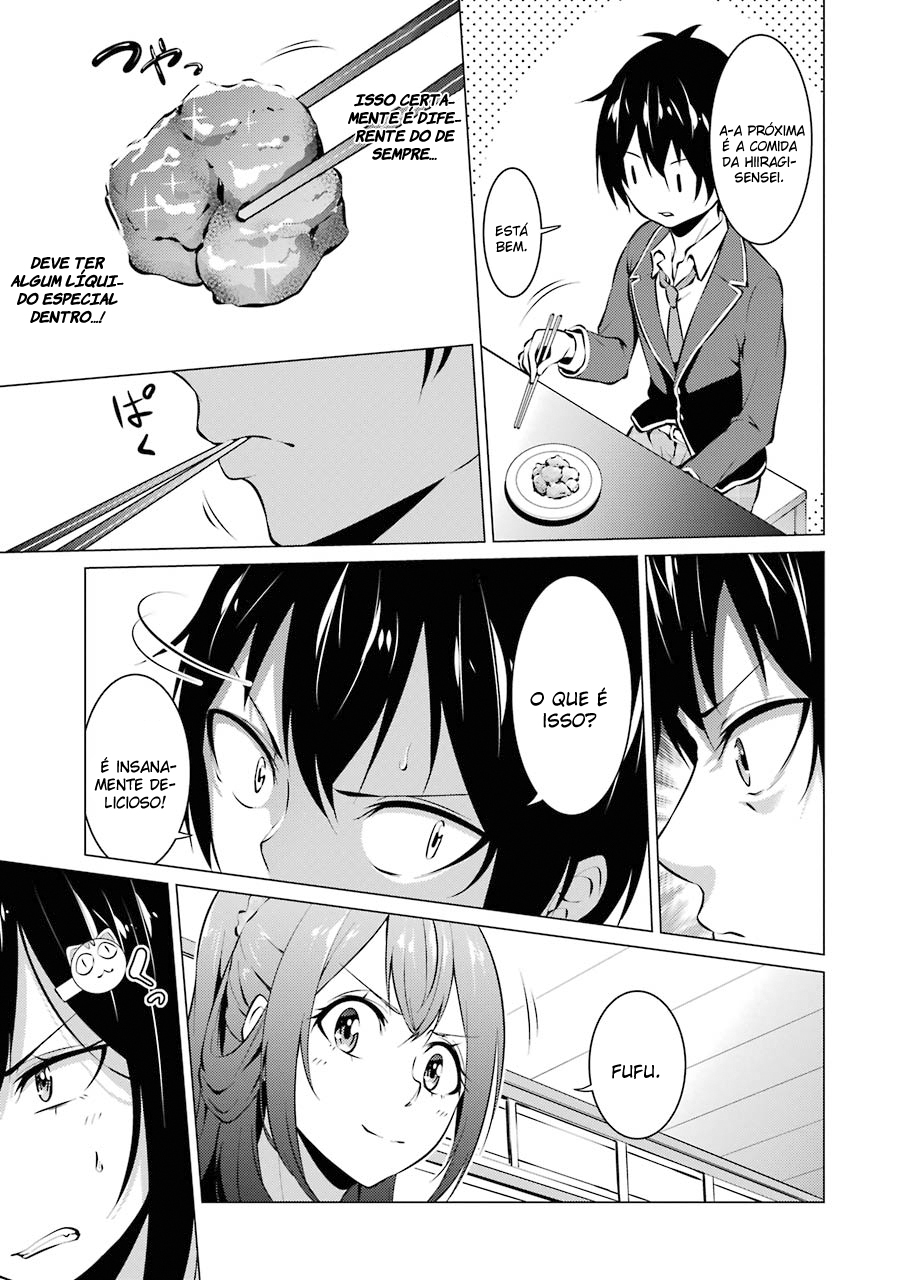 A-A PRÓXIMA
É A COMIDA
DA HIIRAGI-
SENSEI.
ESTÁ
BEM.
つやっ
ISSO CERTA-
MENTE É DIFE-
RENTE DO DE
SEMPRE...
DEVE TER
ALGUM LÍQUI-
DO ESPECIAL
DENTRO...!
ぱく
O QUE É
ISSO?
É INSANA-
MENTE DE-
LICIOSO!
FUFU.
ぐっ